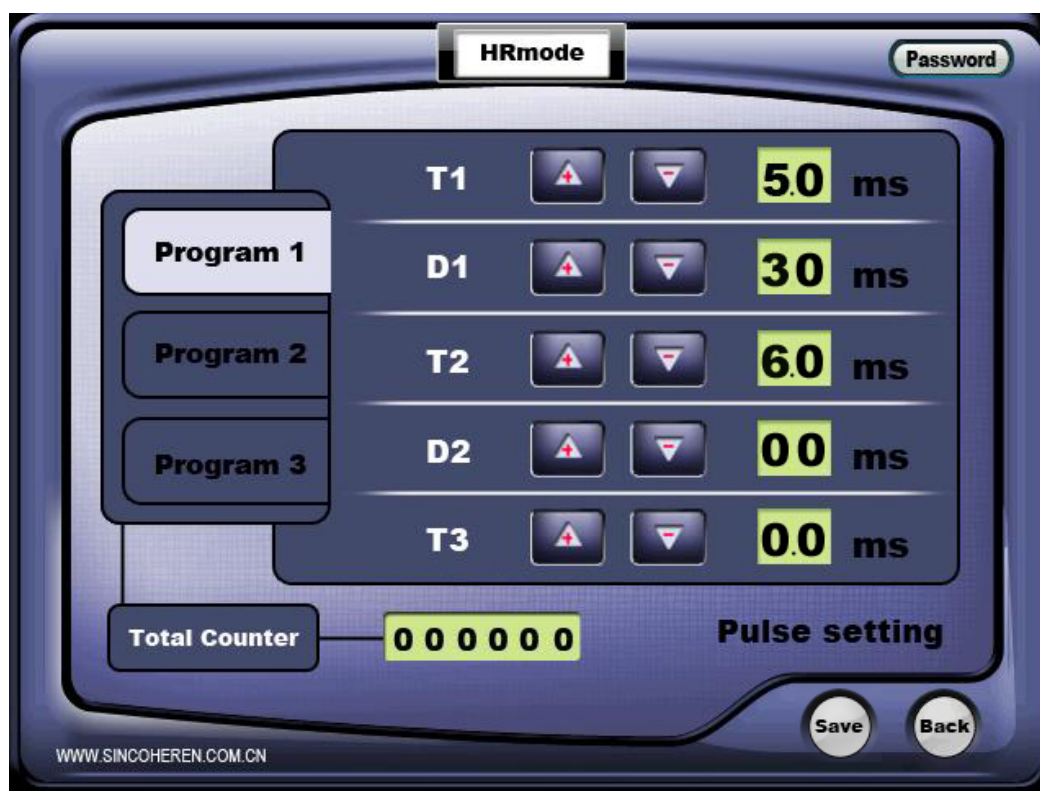 HRmode
Password
T1 5.0 ms
Program 1
D1 30 ms
Program 2
T2 6.0 ms
Program 3
D2 00 ms
T3 0.0 ms
Total Counter 000000 Pulse setting
Save Back
WWW.SINCOHEREN.COM.CN